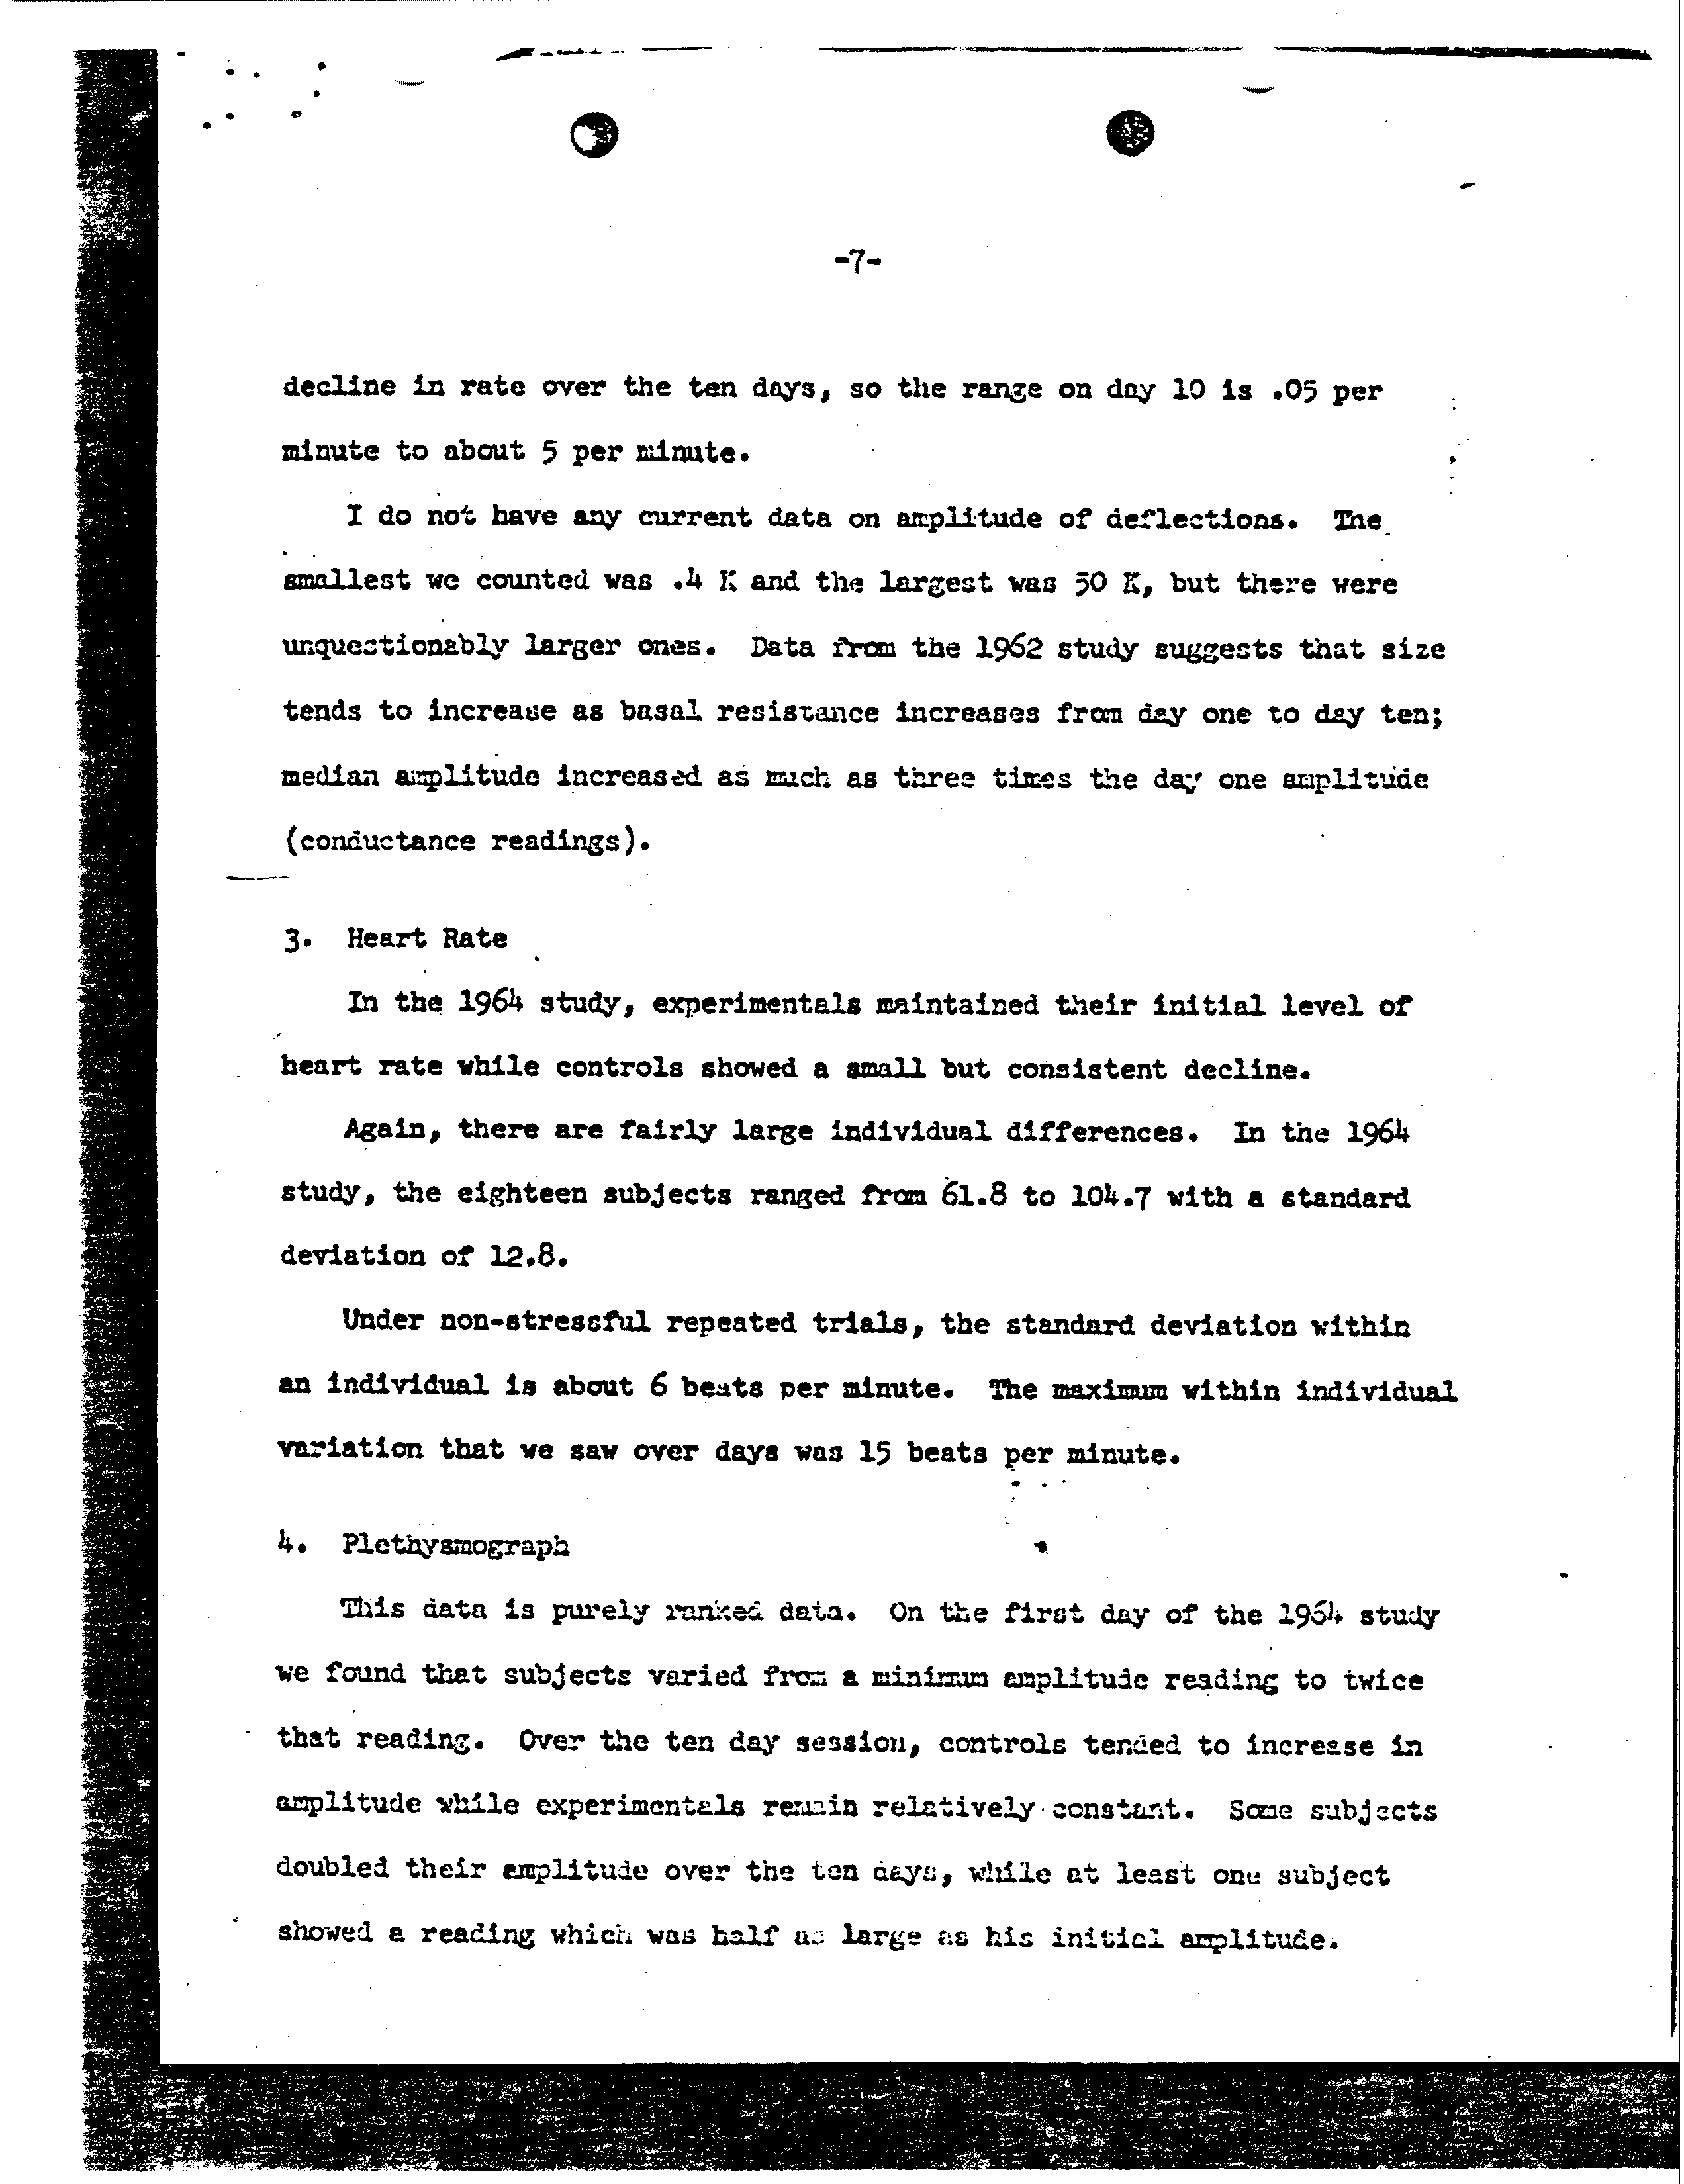 -7-
decline in rate over the ten days, so the range on day 10 is .05 per
minute to about 5 per minute.
I do not have any current data on amplitude of deflections. The
smallest we counted was .4 K and the largest was 50 K, but there were
unquestionably larger ones. Data from the 1962 study suggests that size
tends to increase as basal resistance increases from day one to day ten;
median amplitude increased as much as three times the day one amplitude
(conductance readings).
3. Heart Rate
In the 1964 study, experimentals maintained their initial level of
heart rate while controls showed a small but consistent decline.
Again, there are fairly large individual differences. In the 1964
study, the eighteen subjects ranged from 61.8 to 104.7 with a standard
deviation of 12.8.
Under non-stressful repeated trials, the standard deviation within
an individual is about 6 beats per minute. The maximum within individual
variation that we saw over days was 15 beats per minute.
4. Plethysmograph
This data is purely ranked data. On the first day of the 1964 study
we found that subjects varied from a minimum amplitude reading to twice
that reading. Over the ten day session, controls tended to increase in
amplitude while experimentals remain relatively constant. Some subjects
doubled their amplitude over the ten days, while at least one subject
showed a reading which was half as large as his initial amplitude.